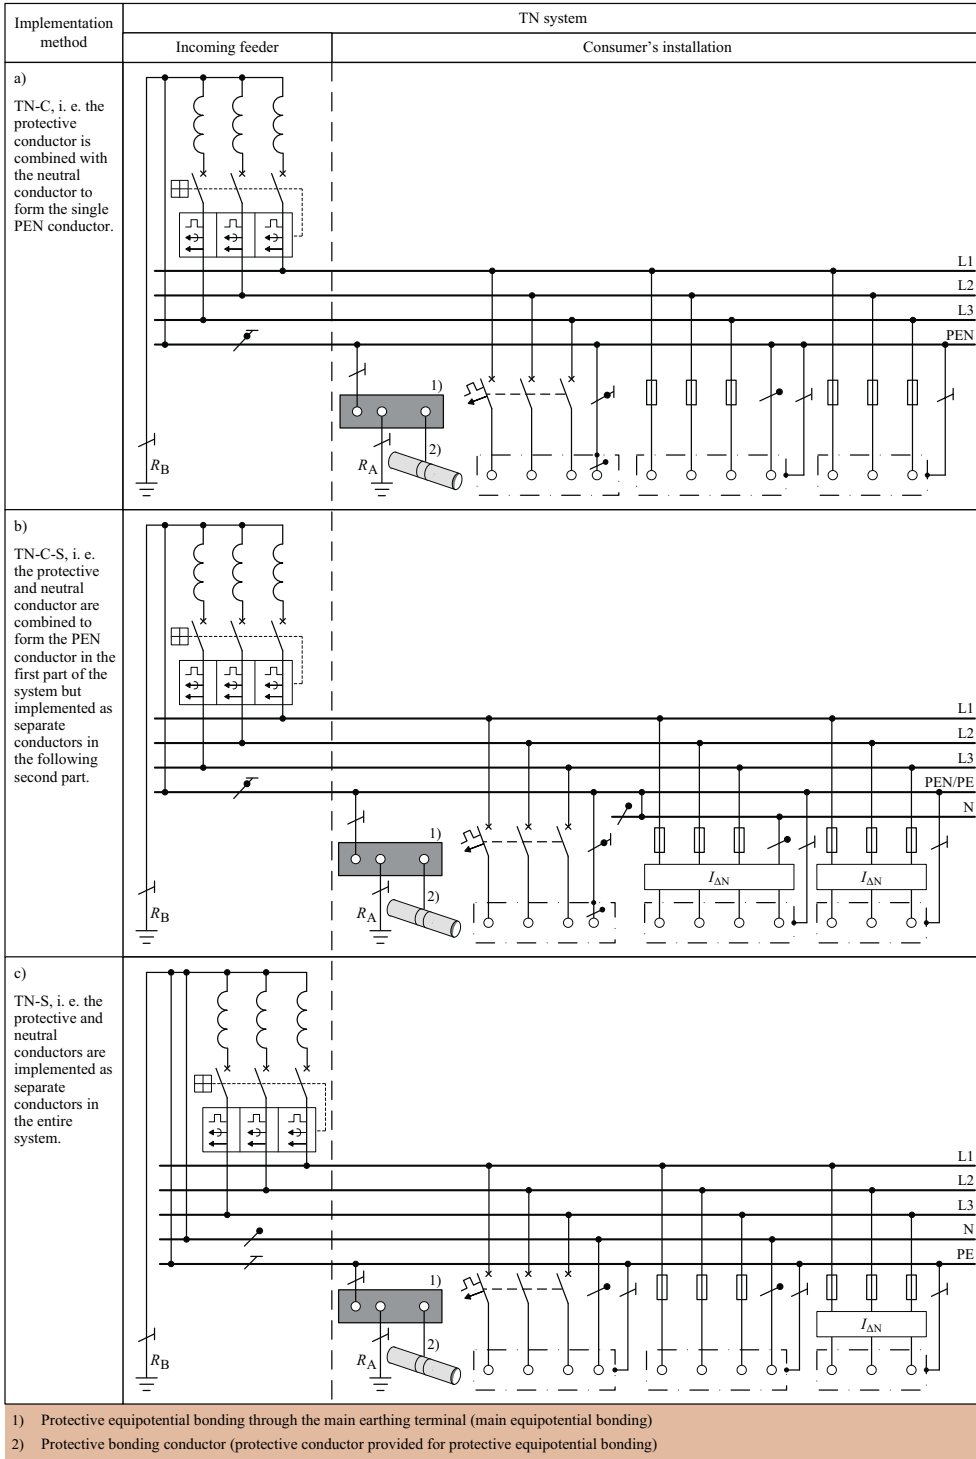 Implementation
method
TN system
Incoming feeder
Consumer’s installation
a)
TN-C, i. e. the
protective
conductor is
combined with
the neutral
conductor to
form the single
PEN conductor.
L1
L2
L3
PEN
1)
2)
RB
RA
b)
TN-C-S, i. e.
the protective
and neutral
conductor are
combined to
form the PEN
conductor in the
first part of the
system but
implemented as
separate
conductors in
the following
second part.
L1
L2
L3
PEN/PE
N
1)
IΔN
IΔN
2)
RB
RA
c)
TN-S, i. e. the
protective and
neutral
conductors are
implemented as
separate
conductors in
the entire
system.
L1
L2
L3
N
PE
1)
IΔN
2)
RB
RA
1) Protective equipotential bonding through the main earthing terminal (main equipotential bonding)
2) Protective bonding conductor (protective conductor provided for protective equipotential bonding)